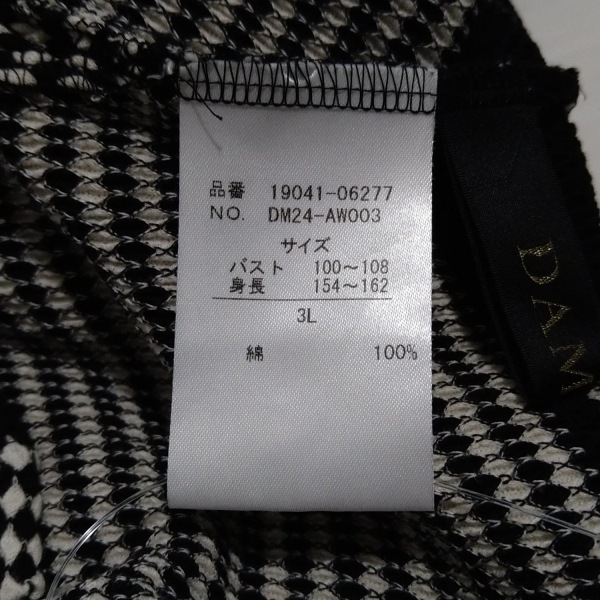 品番 19041-06277
NO. DM24-AW003
サイズ
バスト 100〜108
身長 154〜162
3L
綿 100%
DAM